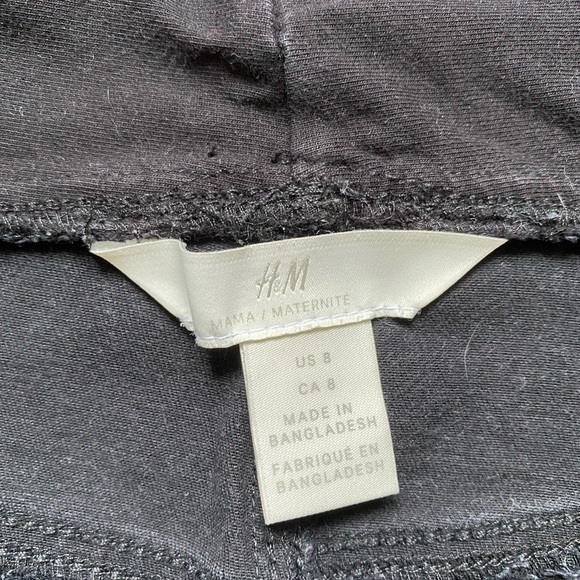 H&M
MAMA / MATERNITÉ
US 8
CA 8
MADE IN
BANGLADESH
FABRIQUÉ EN
BANGLADESH